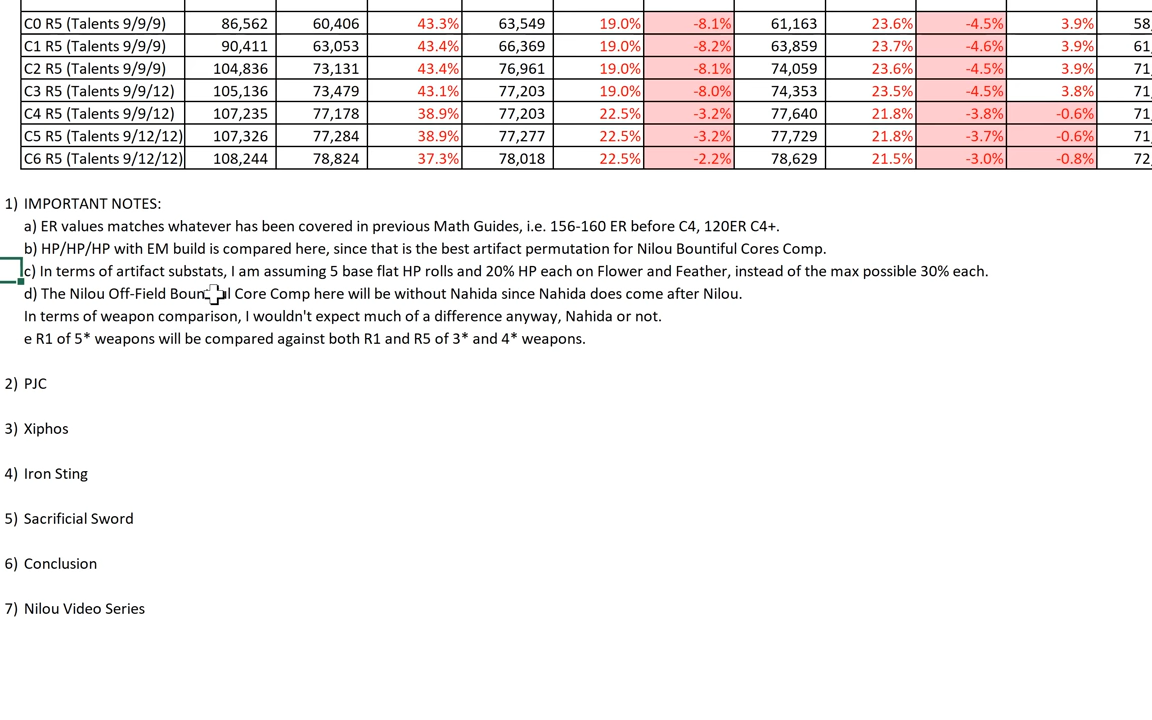 C0 R5 (Talents 9/9/9) 86,562 60,406 43.3% 63,549 19.0% -8.1% 61,163 23.6% -4.5% 3.9% 58,
C1 R5 (Talents 9/9/9) 90,411 63,053 43.4% 66,369 19.0% -8.2% 63,859 23.7% -4.6% 3.9% 61,
C2 R5 (Talents 9/9/9) 104,836 73,131 43.4% 76,961 19.0% -8.1% 74,059 23.6% -4.5% 3.9% 71,
C3 R5 (Talents 9/9/12) 105,136 73,479 43.1% 77,203 19.0% -8.0% 74,353 23.5% -4.5% 3.8% 71,
C4 R5 (Talents 9/9/12) 107,235 77,178 38.9% 77,203 22.5% -3.2% 77,640 21.8% -3.8% -0.6% 71,
C5 R5 (Talents 9/12/12) 107,326 77,284 38.9% 77,277 22.5% -3.2% 77,729 21.8% -3.7% -0.6% 71,
C6 R5 (Talents 9/12/12) 108,244 78,824 37.3% 78,018 22.5% -2.2% 78,629 21.5% -3.0% -0.8% 72,
1) IMPORTANT NOTES:
a) ER values matches whatever has been covered in previous Math Guides, i.e. 156-160 ER before C4, 120ER C4+.
b) HP/HP/HP with EM build is compared here, since that is the best artifact permutation for Nilou Bountiful Cores Comp.
c) In terms of artifact substats, I am assuming 5 base flat HP rolls and 20% HP each on Flower and Feather, instead of the max possible 30% each.
d) The Nilou Off-Field Bountiful Core Comp here will be without Nahida since Nahida does come after Nilou.
In terms of weapon comparison, I wouldn't expect much of a difference anyway, Nahida or not.
e R1 of 5* weapons will be compared against both R1 and R5 of 3* and 4* weapons.
2) PJC
3) Xiphos
4) Iron Sting
5) Sacrificial Sword
6) Conclusion
7) Nilou Video Series